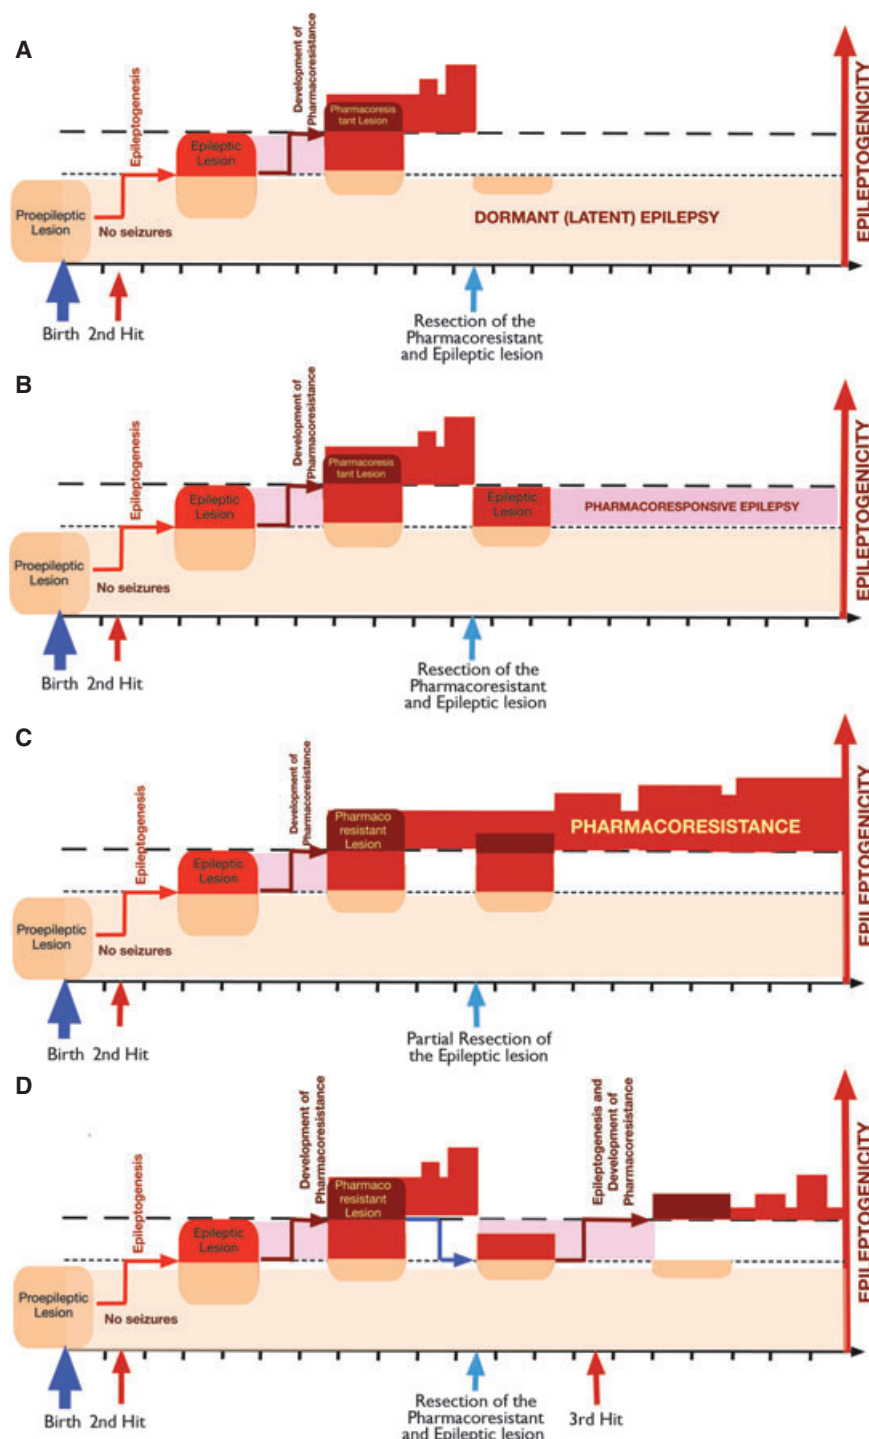 A
Epileptogenesis
Development of
Pharmacoresistance
EPILEPTOGENICITY
Pharmacoresis
tant Lesion
Epileptic
Lesion
Proepileptic
Lesion
No seizures
DORMANT (LATENT) EPILEPSY
Birth
2nd Hit
Resection of the
Pharmacoresistant
and Epileptic lesion
B
Epileptogenesis
Development of
Pharmacoresistance
EPILEPTOGENICITY
Pharmacoresis
tant Lesion
Epileptic
Lesion
Epileptic
Lesion
PHARMACORESPONSIVE EPILEPSY
Proepileptic
Lesion
No seizures
Birth
2nd Hit
Resection of the
Pharmacoresistant
and Epileptic lesion
C
Epileptogenesis
Development of
Pharmacoresistance
EPILEPTOGENICITY
Pharmaco
resistant
Lesion
PHARMACORESISTANCE
Epileptic
Lesion
Proepileptic
Lesion
No seizures
Birth
2nd Hit
Partial Resection of
the Epileptic lesion
D
Epileptogenesis
Development of
Pharmacoresistance
Epileptogenesis and
Development of
Pharmacoresistance
EPILEPTOGENICITY
Pharmaco
resistant
Lesion
Epileptic
Lesion
Proepileptic
Lesion
No seizures
Birth
2nd Hit
Resection of the
Pharmacoresistant
and Epileptic lesion
3rd Hit